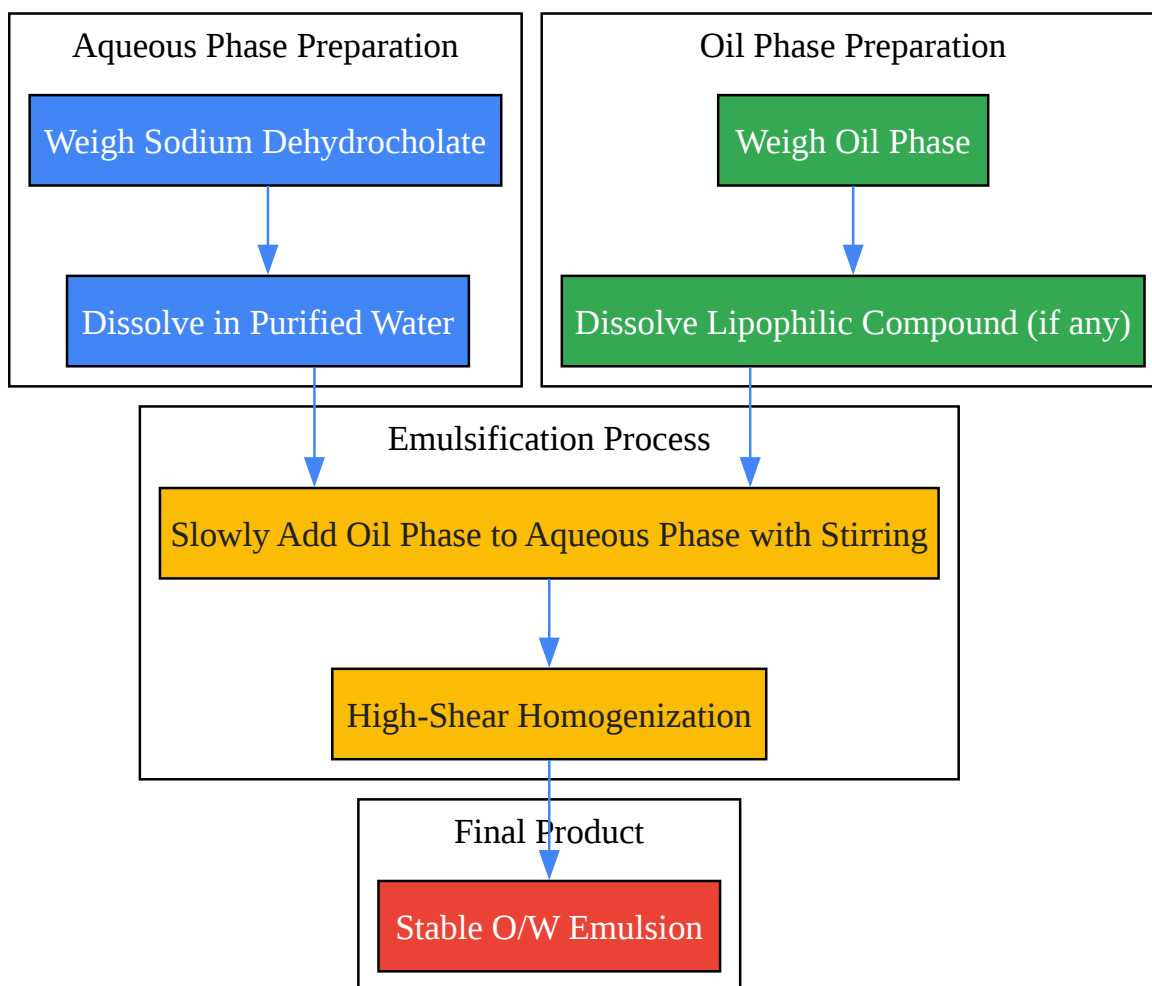 Aqueous Phase Preparation
Weigh Sodium Dehydrocholate
Dissolve in Purified Water
Oil Phase Preparation
Weigh Oil Phase
Dissolve Lipophilic Compound (if any)
Emulsification Process
Slowly Add Oil Phase to Aqueous Phase with Stirring
High-Shear Homogenization
Final Product
Stable O/W Emulsion